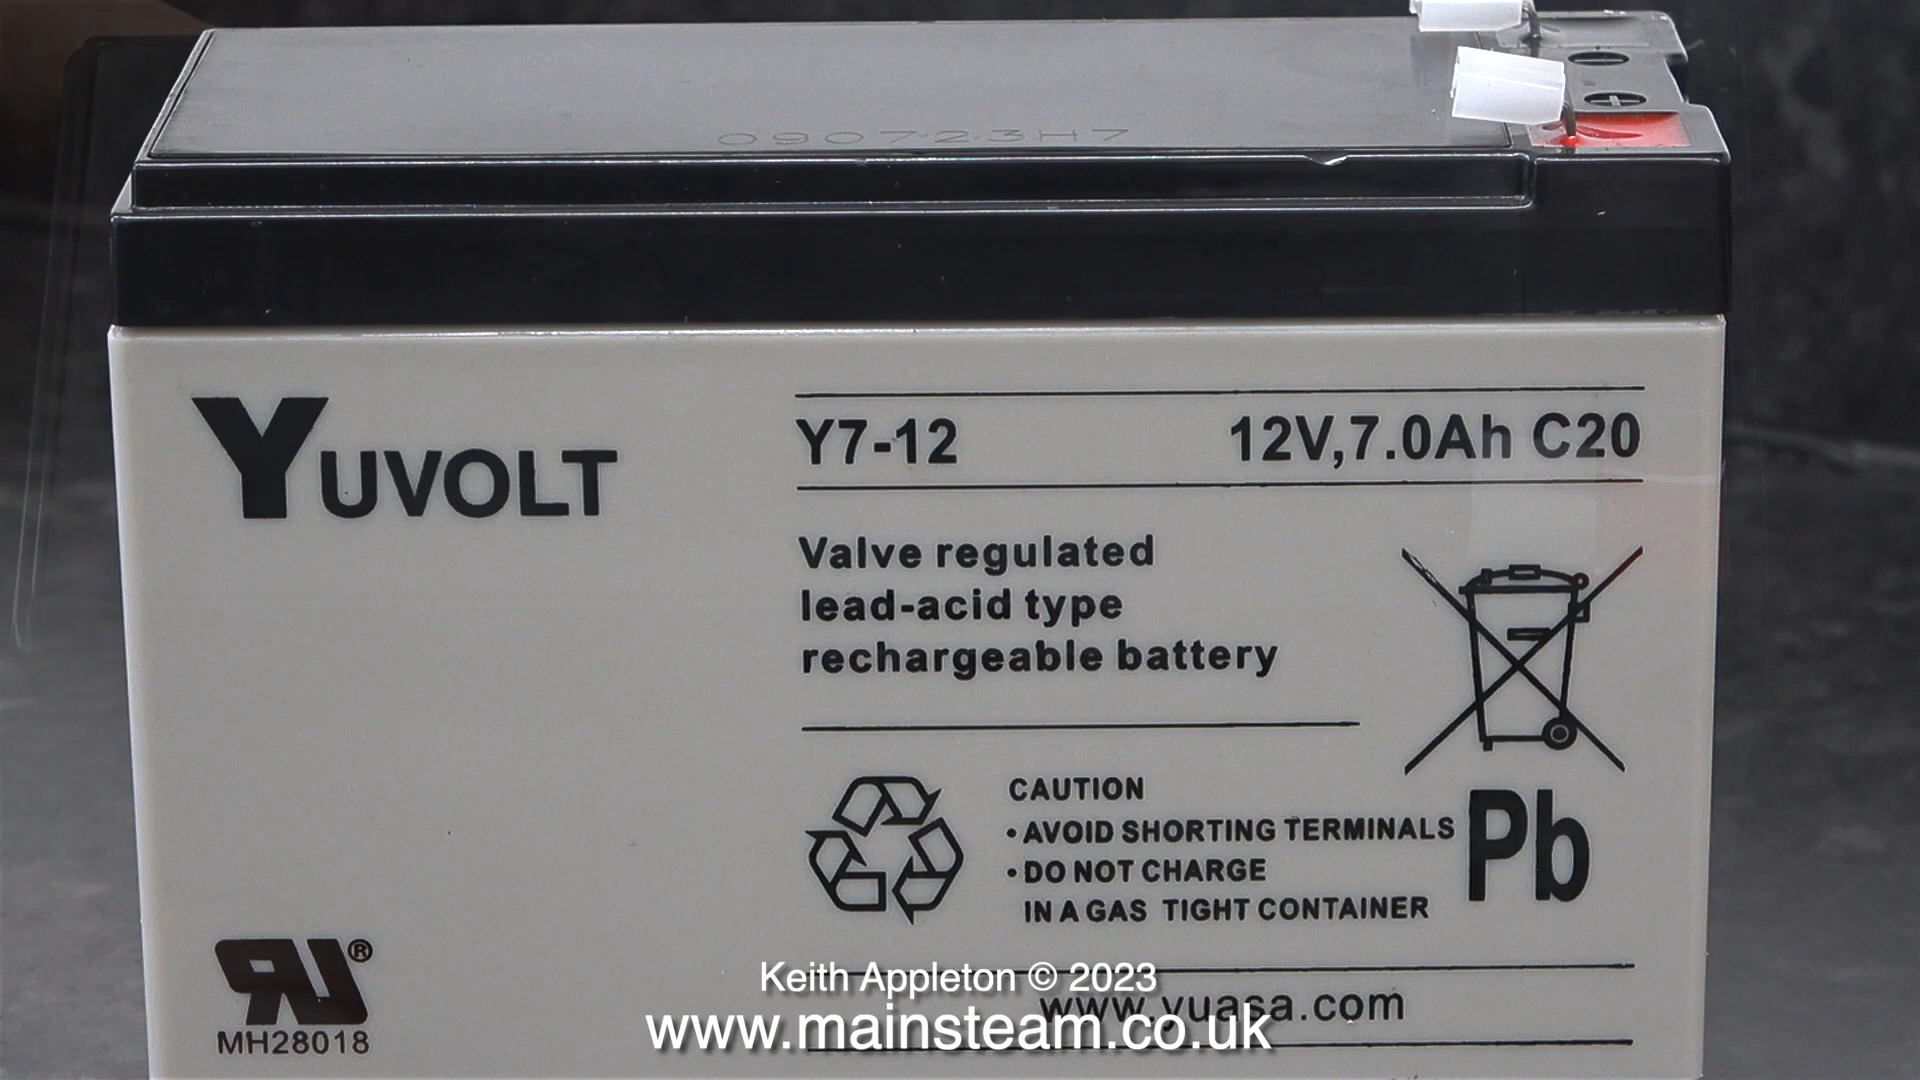 090723H7
YUVOLT
Y7-12 12V,7.0Ah C20
Valve regulated
lead-acid type
rechargeable battery
CAUTION
• AVOID SHORTING TERMINALS
• DO NOT CHARGE
IN A GAS TIGHT CONTAINER
Pb
®
MH28018
Keith Appleton © 2023
www.yuasa.com
www.mainsteam.co.uk